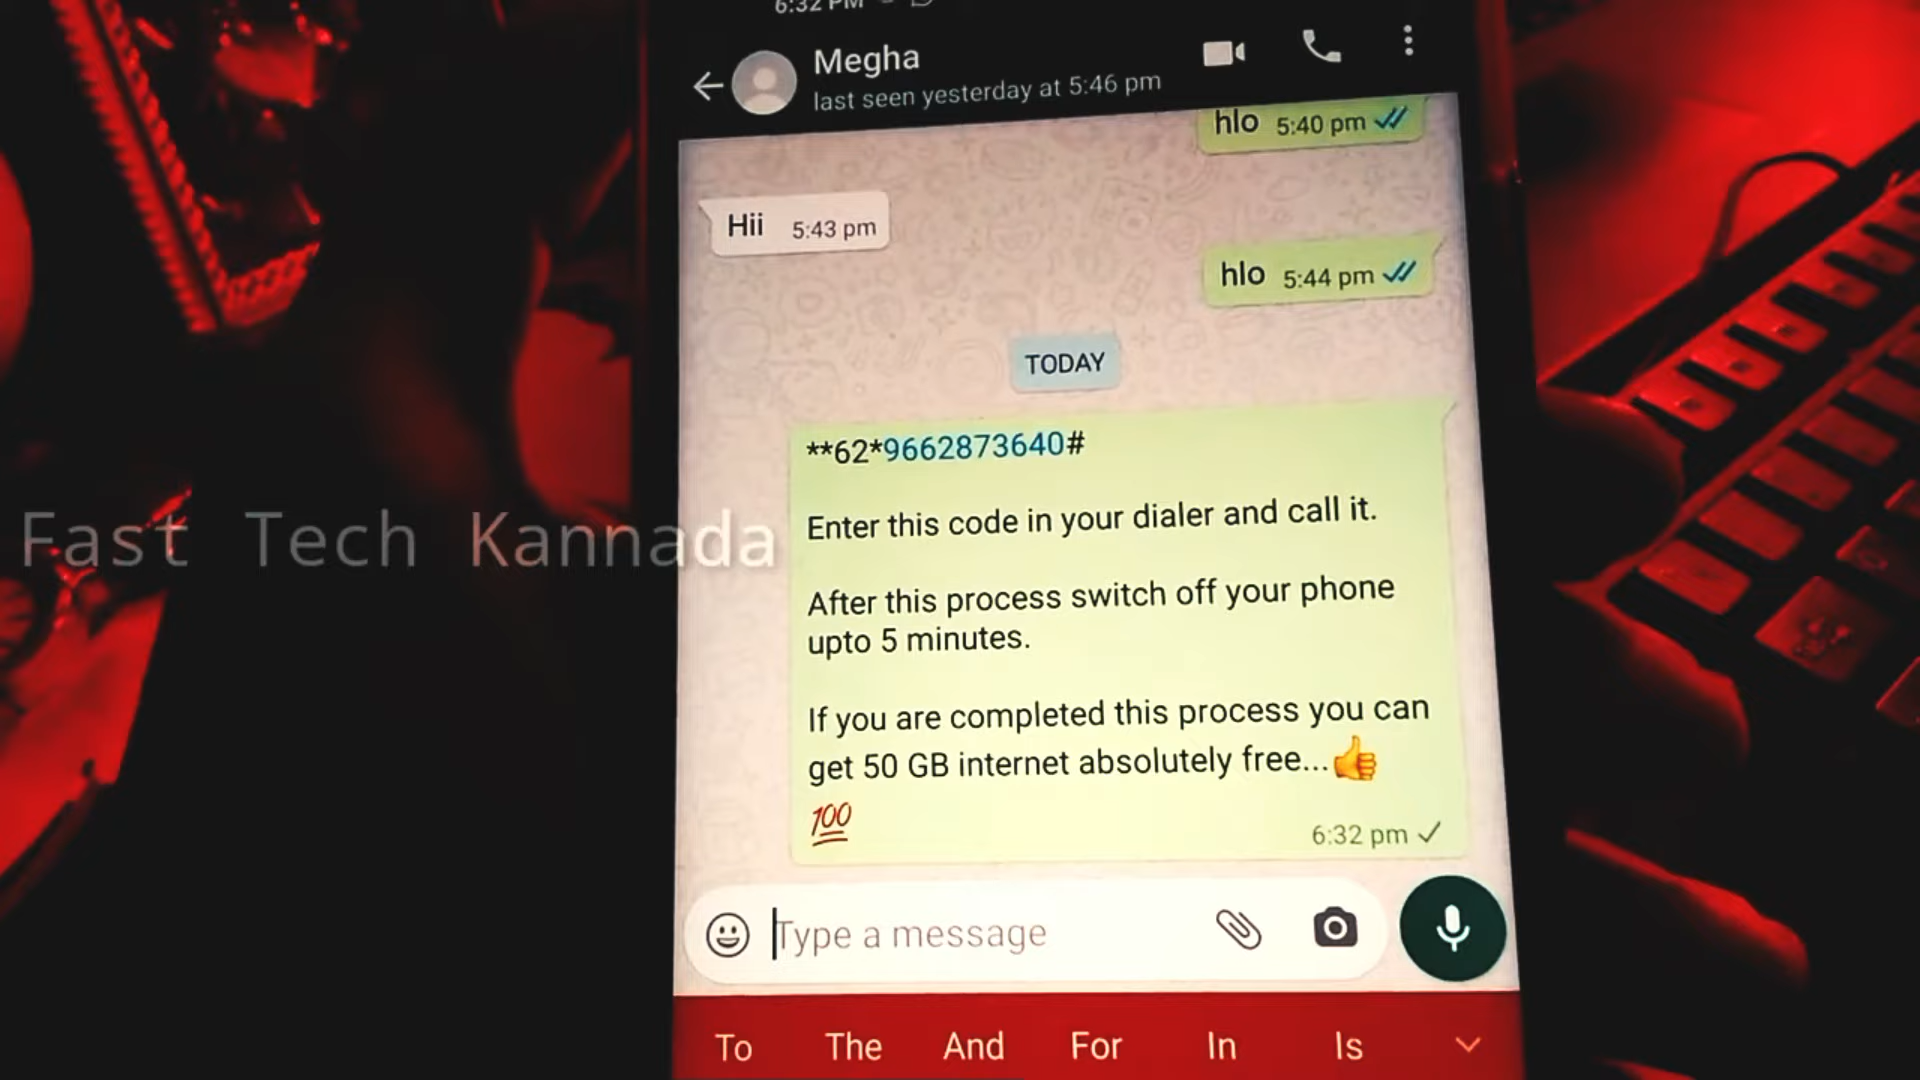 6:32 PM
Megha
last seen yesterday at 5:46 pm
hlo 5:40 pm
Hii 5:43 pm
hlo 5:44 pm
TODAY
**62*9662873640#
Enter this code in your dialer and call it.
After this process switch off your phone
upto 5 minutes.
If you are completed this process you can
get 50 GB internet absolutely free...👍
💯
6:32 pm
Fast Tech Kannada
Type a message
To The And For In Is